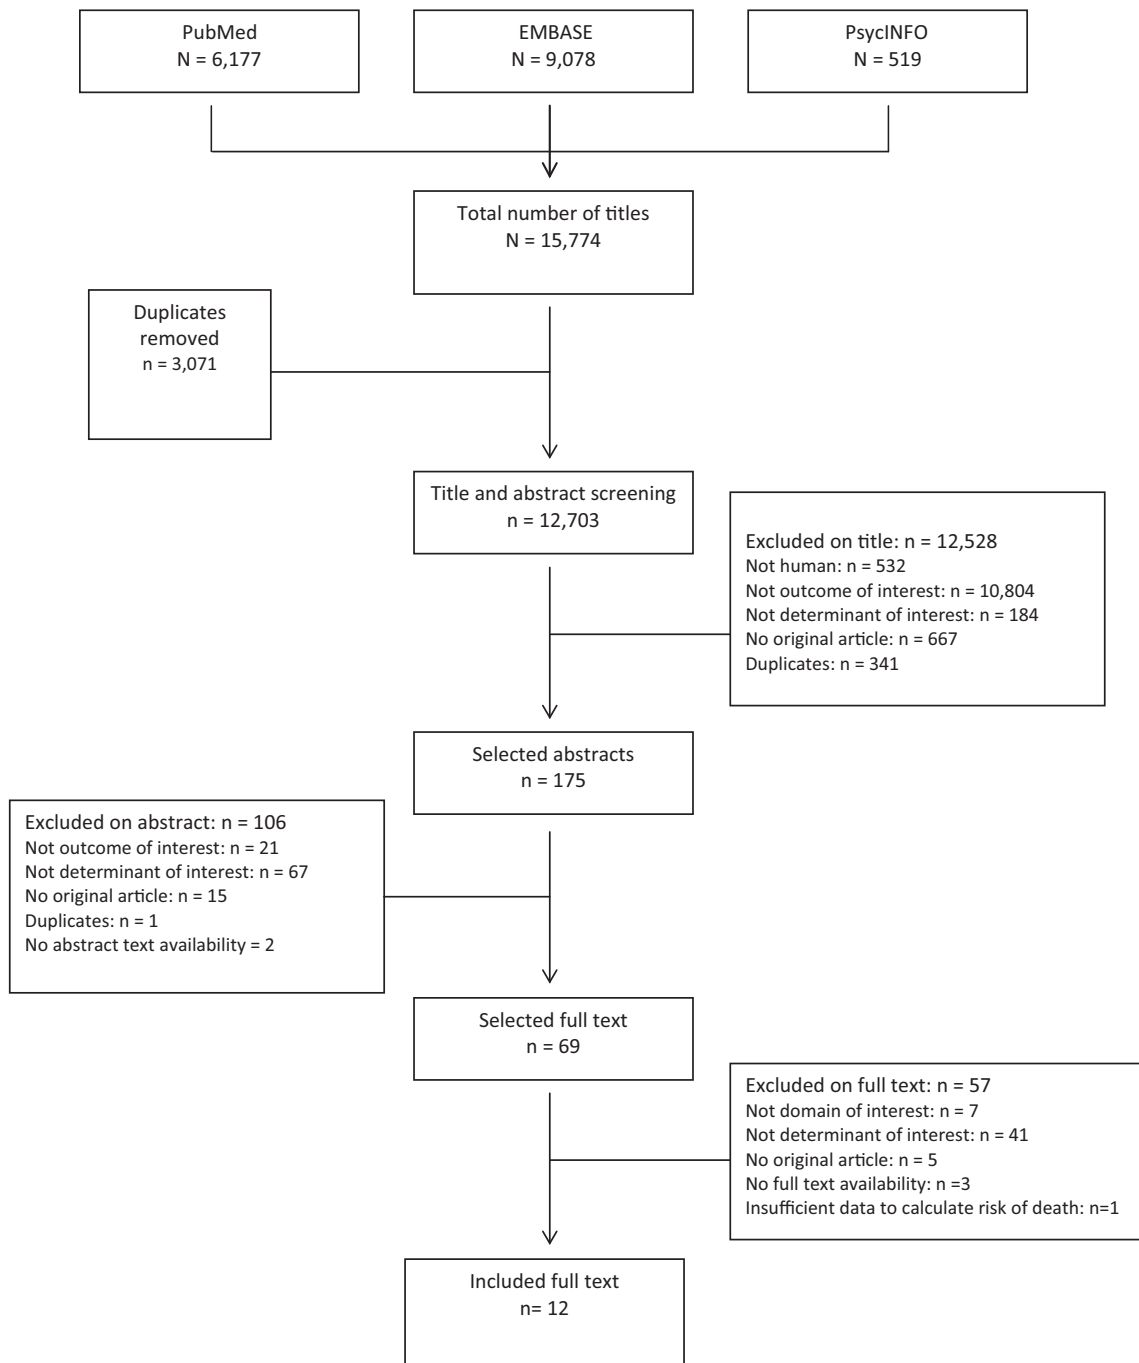 PubMed
N = 6,177
EMBASE
N = 9,078
PsycINFO
N = 519
Total number of titles
N = 15,774
Duplicates
removed
n = 3,071
Title and abstract screening
n = 12,703
Excluded on title: n = 12,528
Not human: n = 532
Not outcome of interest: n = 10,804
Not determinant of interest: n = 184
No original article: n = 667
Duplicates: n = 341
Selected abstracts
n = 175
Excluded on abstract: n = 106
Not outcome of interest: n = 21
Not determinant of interest: n = 67
No original article: n = 15
Duplicates: n = 1
No abstract text availability = 2
Selected full text
n = 69
Excluded on full text: n = 57
Not domain of interest: n = 7
Not determinant of interest: n = 41
No original article: n = 5
No full text availability: n =3
Insufficient data to calculate risk of death: n=1
Included full text
n= 12